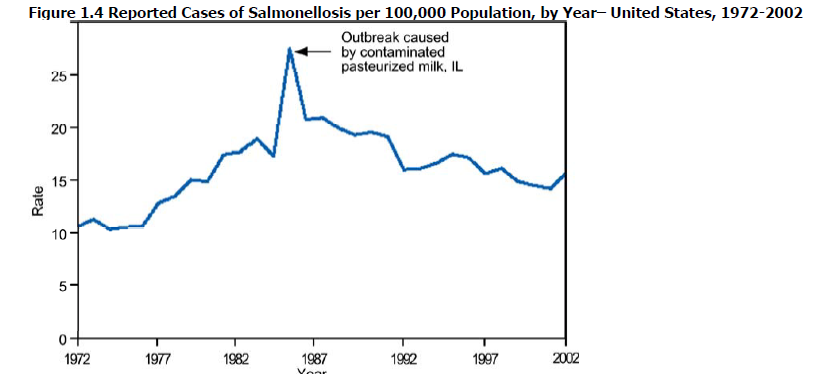 Figure 1.4 Reported Cases of Salmonellosis per 100,000 Population, by Year– United States, 1972-2002
Outbreak caused
by contaminated
pasteurized milk, IL
25
20
15
10
5
0
Rate
1972 1977 1982 1987 1992 1997 2002
Year